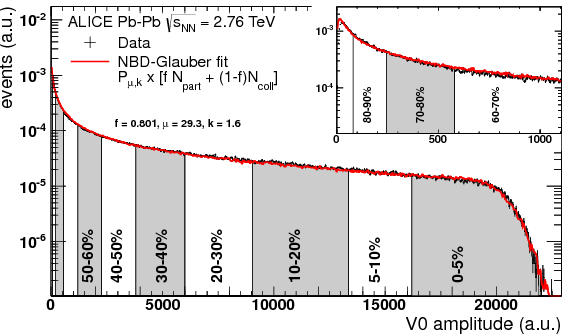 ALICE Pb-Pb √sNN = 2.76 TeV
Data
NBD-Glauber fit
Pμ,k x [f Npart + (1-f)Ncoll]
f = 0.801, μ = 29.3, k = 1.6
events (a.u.)
10-2
10-3
10-4
10-5
10-6
50-60%
40-50%
30-40%
20-30%
10-20%
5-10%
0-5%
0 5000 10000 15000 20000
V0 amplitude (a.u.)
10-3
10-4
80-90%
70-80%
60-70%
0 500 1000